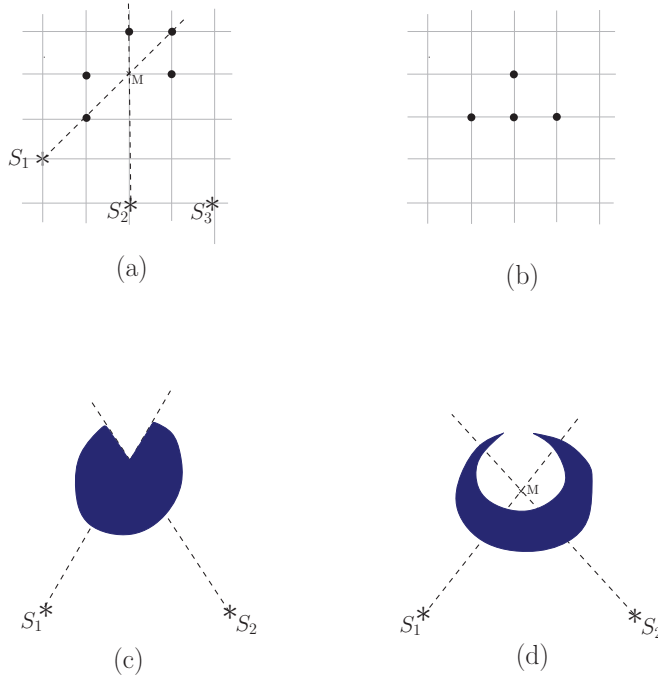 M
S₁
S₂ S₃
(a) (b)
M
S₁ S₂
S₁ S₂
(c) (d)